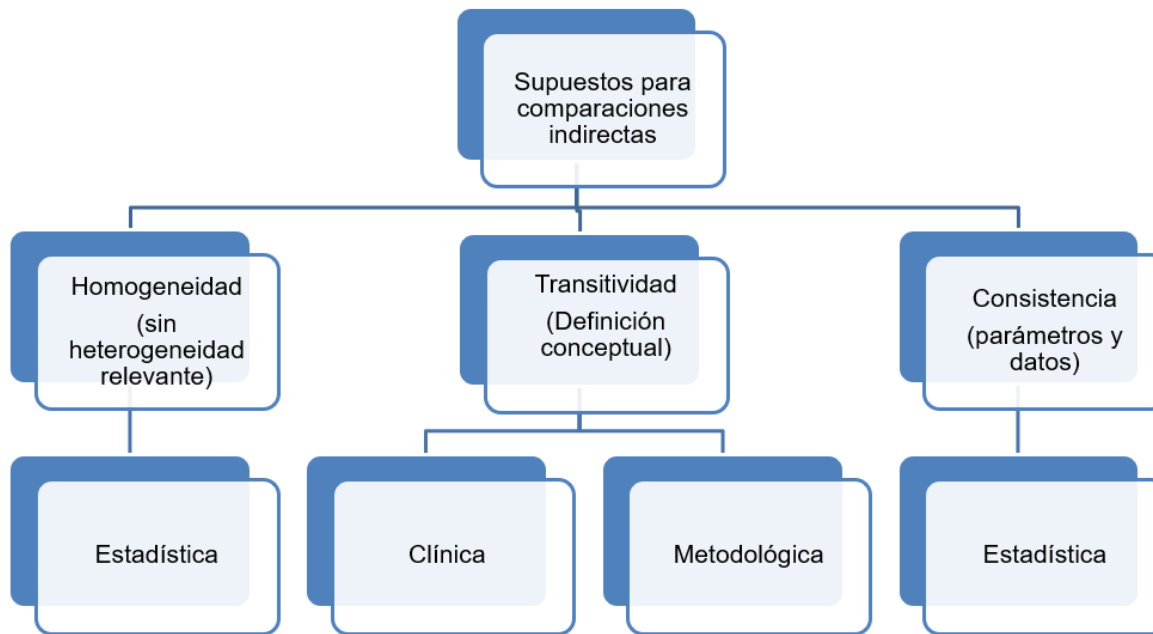 Supuestos para
comparaciones
indirectas
Homogeneidad
(sin
heterogeneidad
relevante)
Transitividad
(Definición
conceptual)
Consistencia
(parámetros y
datos)
Estadística
Clínica
Metodológica
Estadística